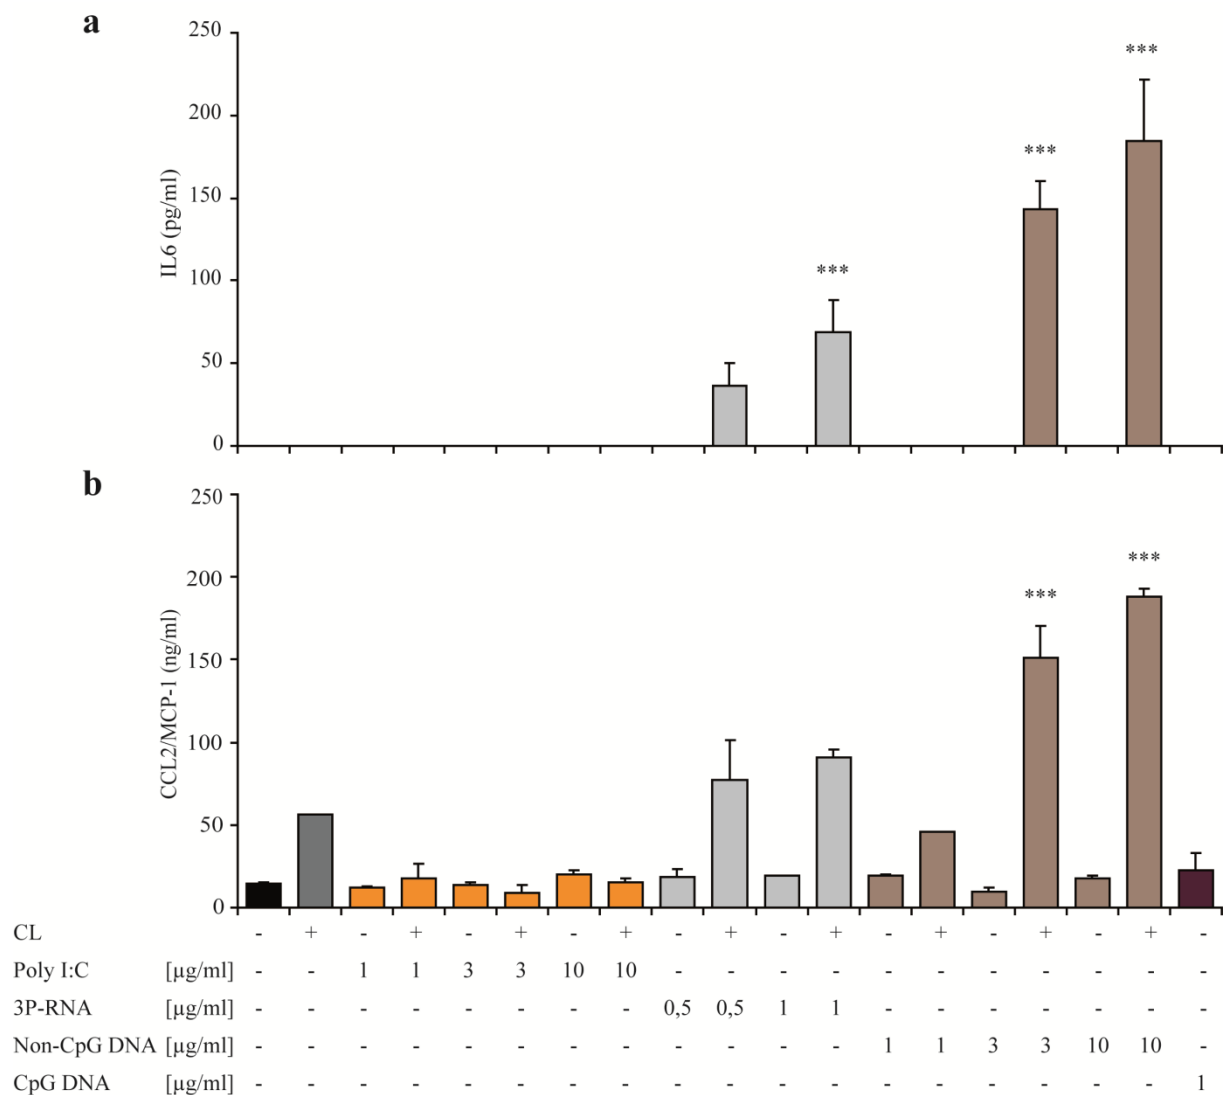 a
IL6 (pg/ml)
250
200
150
100
50
0
***
***
***
b
CCL2/MCP-1 (ng/ml)
250
200
150
100
50
0
***
***
CL - + - + - + - + - + - + - + - + - + -
Poly I:C [µg/ml] - - 1 1 3 3 10 10 - - - - - - - - - - -
3P-RNA [µg/ml] - - - - - - - - 0,5 0,5 1 1 - - - - - - -
Non-CpG DNA [µg/ml] - - - - - - - - - - - - 1 1 3 3 10 10 -
CpG DNA [µg/ml] - - - - - - - - - - - - - - - - - - 1